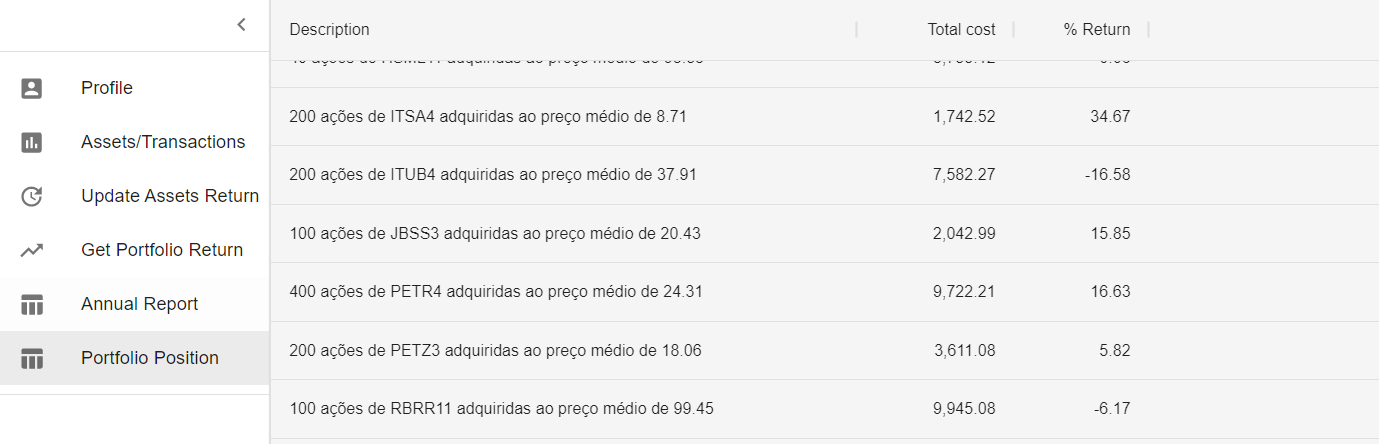 Profile
Assets/Transactions
Update Assets Return
Get Portfolio Return
Annual Report
Portfolio Position
Description Total cost % Return
200 ações de ITSA4 adquiridas ao preço médio de 8.71 1,742.52 34.67
200 ações de ITUB4 adquiridas ao preço médio de 37.91 7,582.27 -16.58
100 ações de JBSS3 adquiridas ao preço médio de 20.43 2,042.99 15.85
400 ações de PETR4 adquiridas ao preço médio de 24.31 9,722.21 16.63
200 ações de PETZ3 adquiridas ao preço médio de 18.06 3,611.08 5.82
100 ações de RBRR11 adquiridas ao preço médio de 99.45 9,945.08 -6.17